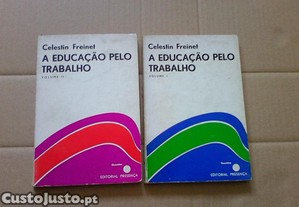 Celestin Freinet
A EDUCAÇÃO PELO
TRABALHO
VOLUME II
EDITORIAL PRESENÇA
Celestin Freinet
A EDUCAÇÃO PELO
TRABALHO
VOLUME I
EDITORIAL PRESENÇA
CustoJusto.pt